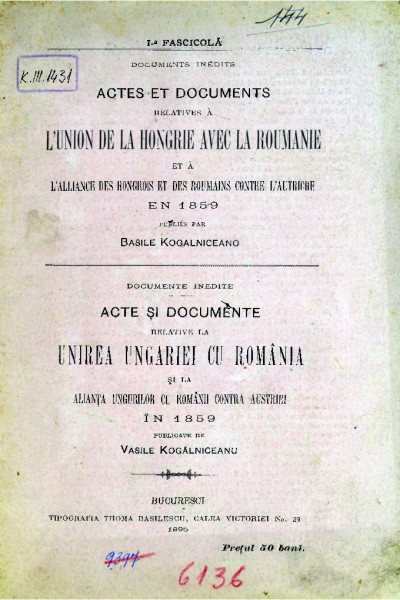 144
I-a FASCICOLĂ
K.III.1431
DOCUMENTS INÉDITS
ACTES ET DOCUMENTS
RELATIVES À
L'UNION DE LA HONGRIE AVEC LA ROUMANIE
ET À
L'ALLIANCE DES HONGROIS ET DES ROUMAINS CONTRE L'AUTRICHE
EN 1859
PUBLIÉS PAR
BASILE KOGALNICEANO
DOCUMENTE INEDITE
ACTE ȘI DOCUMENTE
RELATIVE LA
UNIREA UNGARIEI CU ROMÂNIA
ȘI LA
ALIANȚA UNGURILOR CU ROMÂNII CONTRA AUSTRIEI
ÎN 1859
PUBLICATE DE
VASILE KOGĂLNICEANU
BUCURESCI
TIPOGRAFIA THOMA BASILESCU, CALEA VICTORIEI No. 29
1895
Prețul 50 bani.
6136